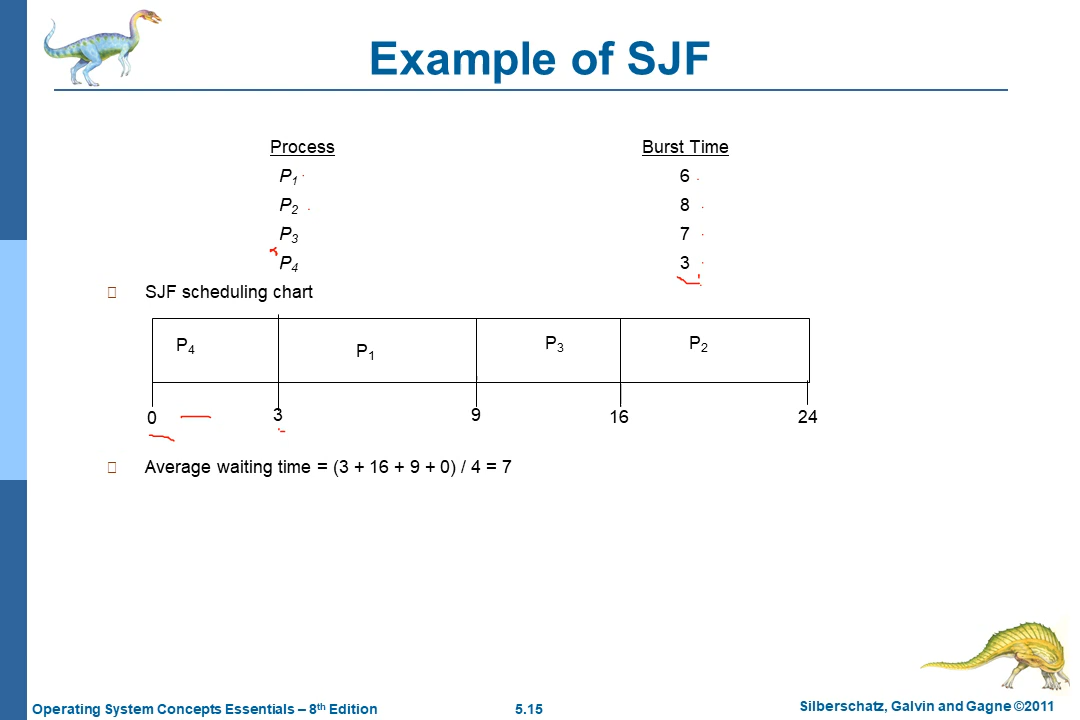 Example of SJF
Process Burst Time
P1 6
P2 8
P3 7
P4 3
SJF scheduling chart
P4 P1 P3 P2
0 3 9 16 24
Average waiting time = (3 + 16 + 9 + 0) / 4 = 7
Operating System Concepts Essentials – 8th Edition 5.15 Silberschatz, Galvin and Gagne ©2011